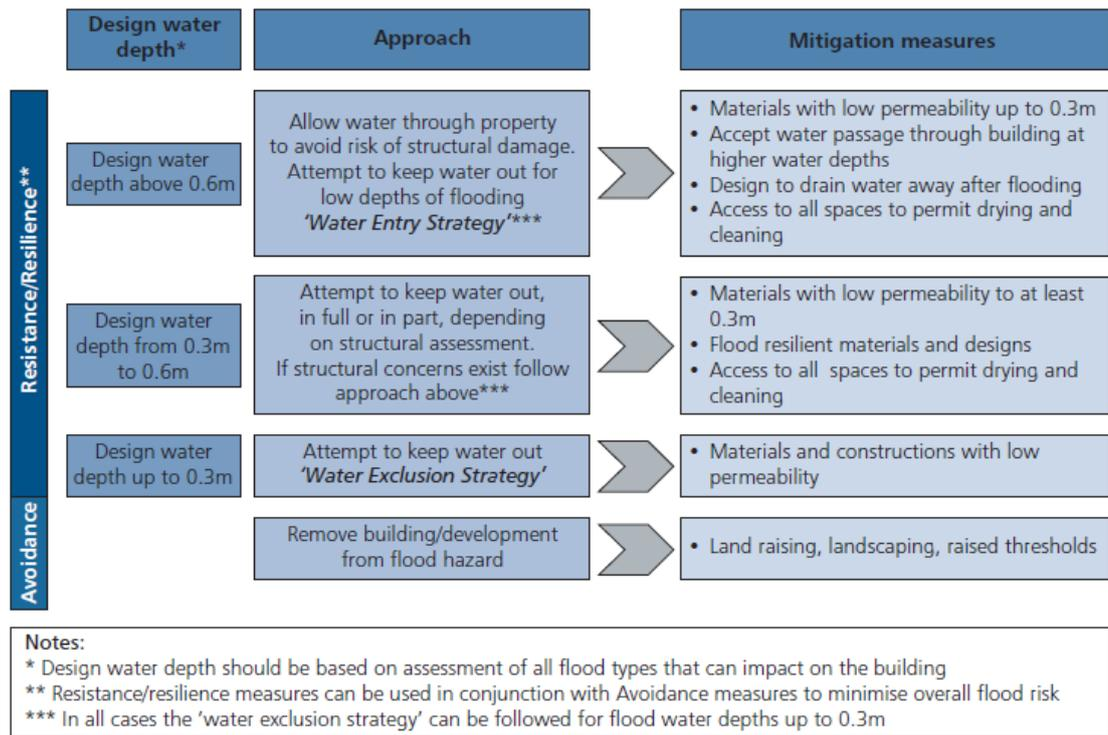 Design water
depth*
Approach
Mitigation measures
Resistance/Resilience**
Design water
depth above 0.6m
Allow water through property
to avoid risk of structural damage.
Attempt to keep water out for
low depths of flooding
'Water Entry Strategy'***
• Materials with low permeability up to 0.3m
• Accept water passage through building at
higher water depths
• Design to drain water away after flooding
• Access to all spaces to permit drying and
cleaning
Design water
depth from 0.3m
to 0.6m
Attempt to keep water out,
in full or in part, depending
on structural assessment.
If structural concerns exist follow
approach above***
• Materials with low permeability to at least
0.3m
• Flood resilient materials and designs
• Access to all spaces to permit drying and
cleaning
Design water
depth up to 0.3m
Attempt to keep water out
'Water Exclusion Strategy'
• Materials and constructions with low
permeability
Avoidance
Remove building/development
from flood hazard
• Land raising, landscaping, raised thresholds
Notes:
* Design water depth should be based on assessment of all flood types that can impact on the building
** Resistance/resilience measures can be used in conjunction with Avoidance measures to minimise overall flood risk
*** In all cases the 'water exclusion strategy' can be followed for flood water depths up to 0.3m